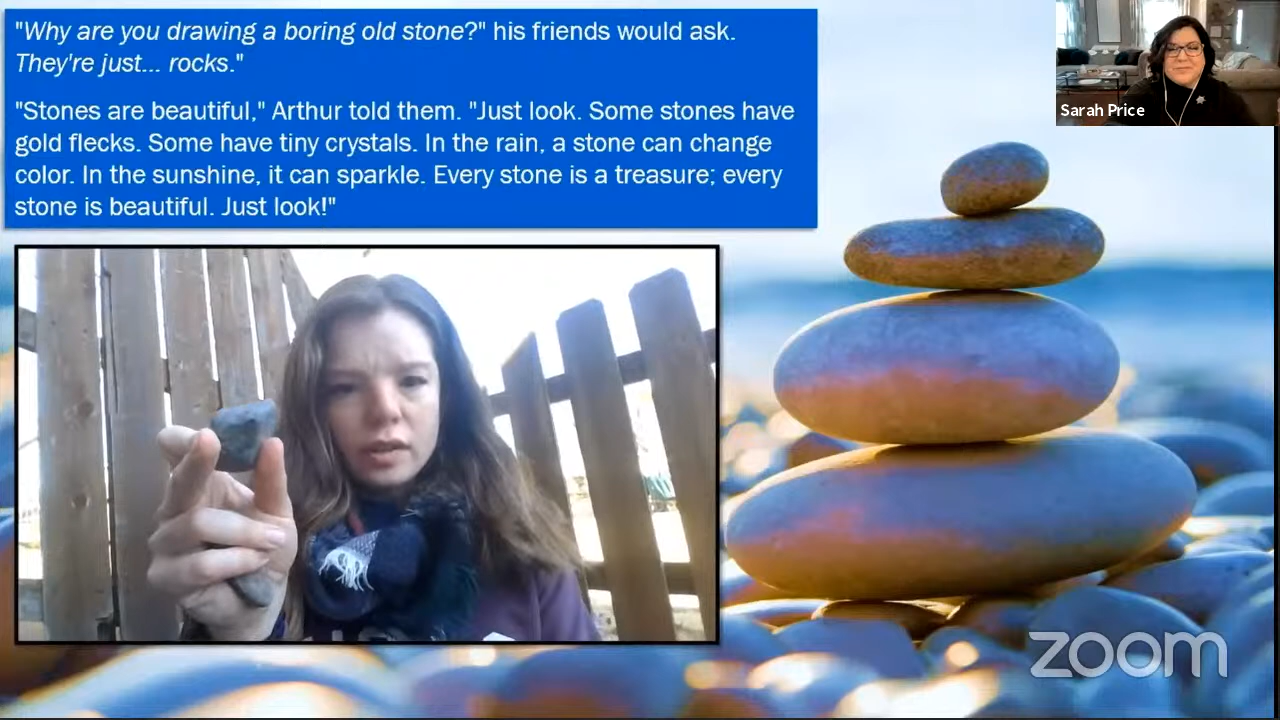 "Why are you drawing a boring old stone?" his friends would ask.
They're just... rocks."
"Stones are beautiful," Arthur told them. "Just look. Some stones have
gold flecks. Some have tiny crystals. In the rain, a stone can change
color. In the sunshine, it can sparkle. Every stone is a treasure; every
stone is beautiful. Just look!"
Sarah Price
zoom